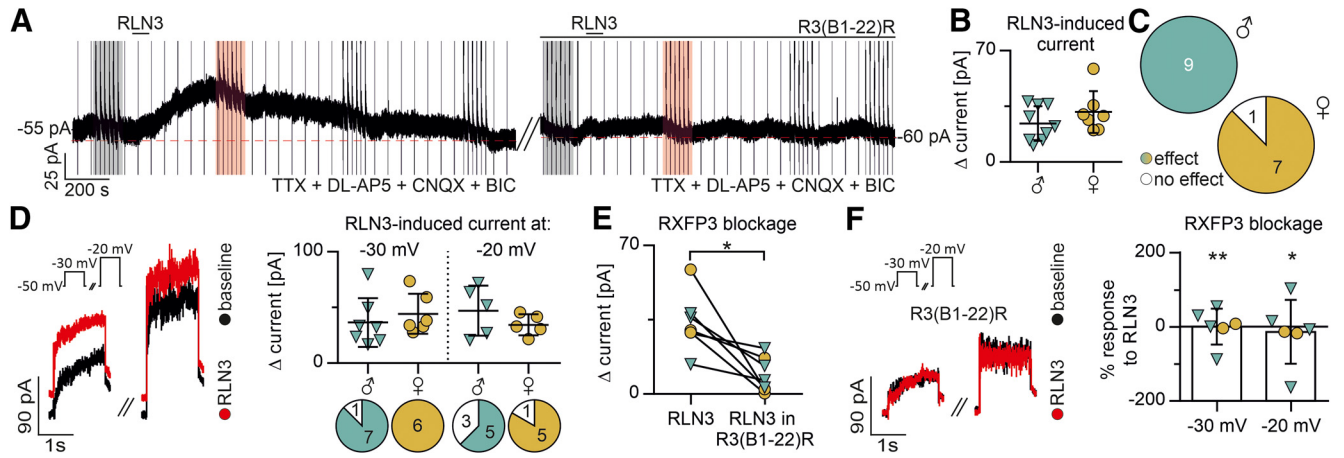 A
RLN3
RLN3
R3(B1-22)R
-55 pA
-60 pA
25 pA
200 s
TTX + DL-AP5 + CNQX + BIC
TTX + DL-AP5 + CNQX + BIC
B
RLN3-induced
current
Δ current [pA]
70
0
♂
♀
C
♂
9
♀
1
7
effect
no effect
D
-20 mV
-30 mV
-50 mV
//
//
90 pA
1s
RLN3
baseline
RLN3-induced current at:
-30 mV
-20 mV
Δ current [pA]
100
0
♂
♀
♂
♀
1
7
6
3
5
1
5
E
RXFP3 blockage
Δ current [pA]
70
0
*
RLN3
RLN3 in
R3(B1-22)R
F
-20 mV
-30 mV
-50 mV
//
R3(B1-22)R
//
90 pA
1s
RLN3
baseline
RXFP3 blockage
% response
to RLN3
200
0
-200
**
*
-30 mV
-20 mV